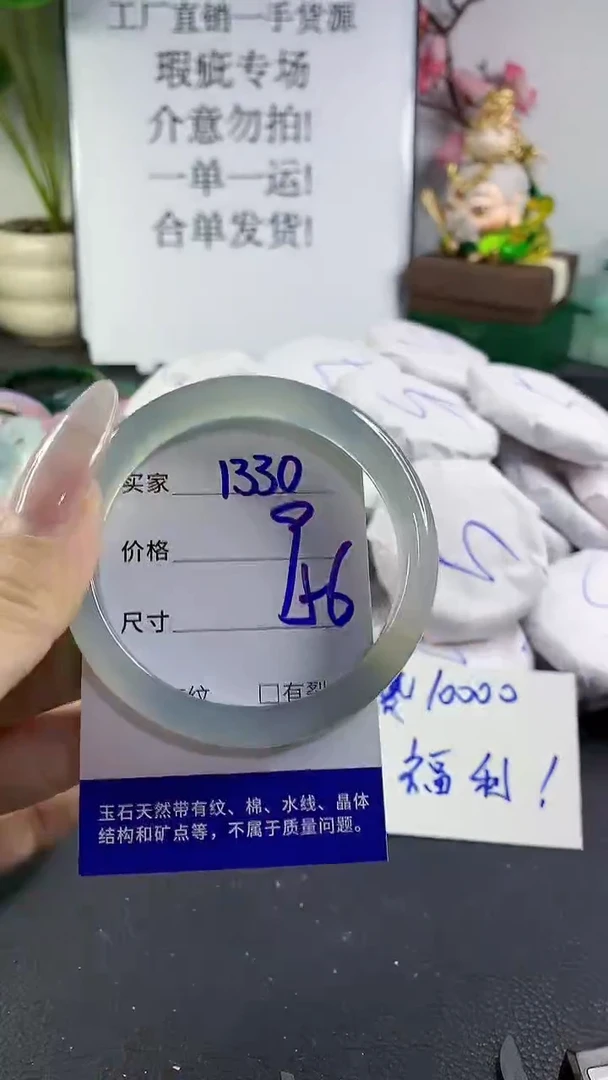 工厂直销一手货源
瑕疵专场
介意勿拍!
一单一运!
合单发货!
买家 1330
价格
尺寸
纹 □有裂
10000
福利!
玉石天然带有纹、棉、水线、晶体
结构和矿点等，不属于质量问题。